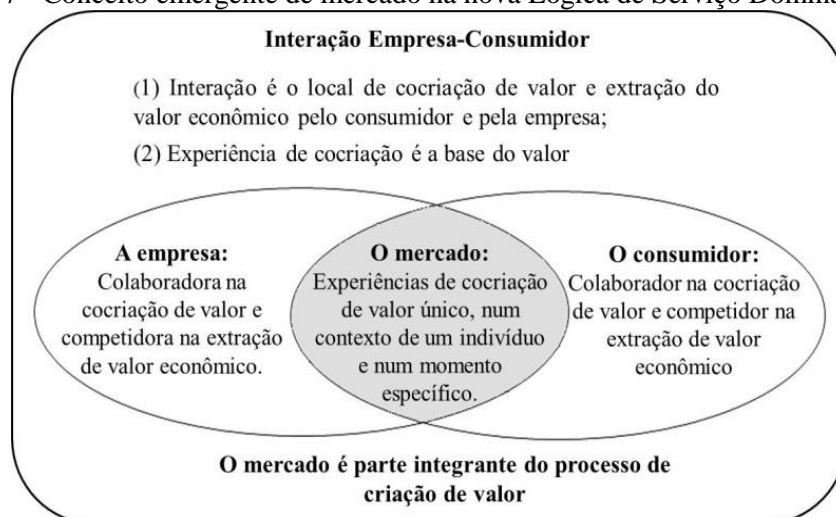 7 - Conceito emergente de mercado na nova Lógica de Serviço
Interação Empresa-Consumidor
(1) Interação é o local de cocriação de valor e extração do
valor econômico pelo consumidor e pela empresa;
(2) Experiência de cocriação é a base do valor
A empresa:
Colaboradora na
cocriação de valor e
competidora na extração
de valor econômico.
O mercado:
Experiências de cocriação
de valor único, num
contexto de um indivíduo
e num momento
específico.
O consumidor:
Colaborador na cocriação
de valor e competidor na
extração de valor
econômico
O mercado é parte integrante do processo de
criação de valor